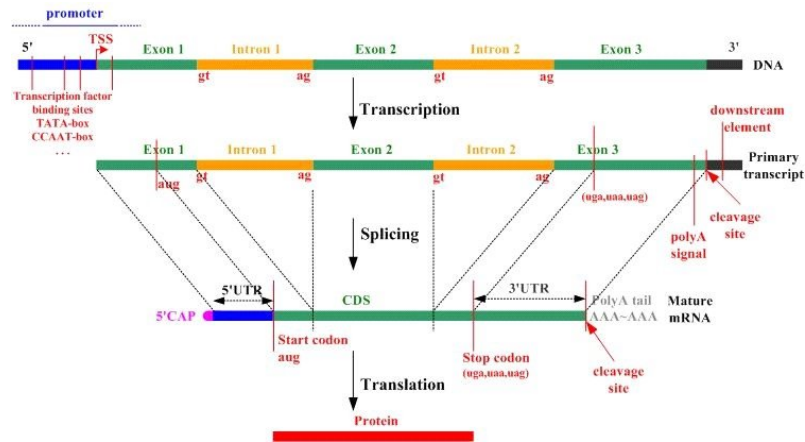 promoter
5' TSS Exon 1 Intron 1 Exon 2 Intron 2 Exon 3 3'
DNA
gt ag gt ag
Transcription factor
binding sites
TATA-box
CCAAT-box
...
Transcription
downstream
element
Exon 1 Intron 1 Exon 2 Intron 2 Exon 3
Primary
transcript
aug gt ag gt ag (uga,uaa,uag)
cleavage
site
polyA
signal
Splicing
5'UTR CDS 3'UTR
PolyA tail
AAA~AAA
Mature
mRNA
5'CAP
Start codon
aug
Stop codon
(uga,uaa,uag)
cleavage
site
Translation
Protein